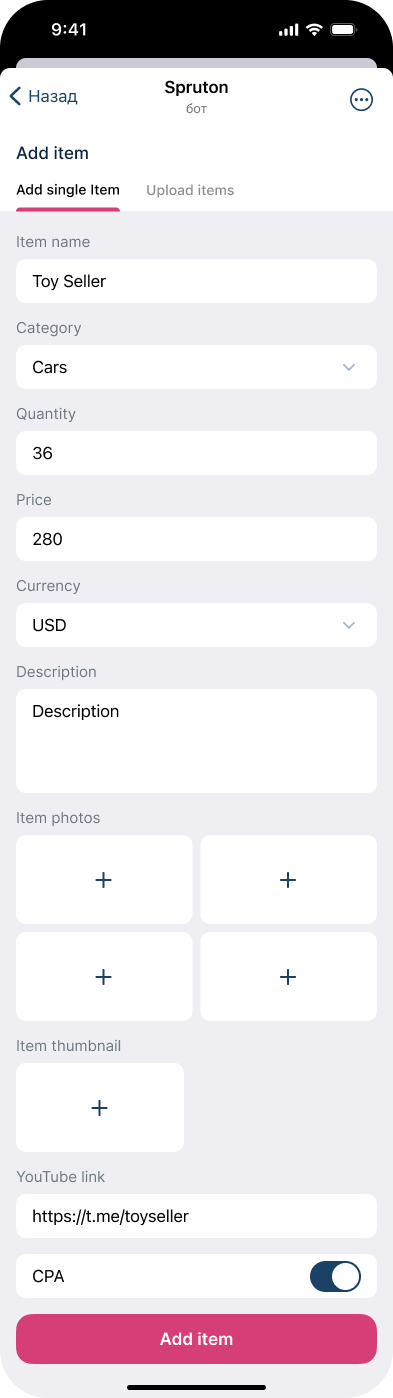 9:41
Назад
Spruton
бот
Add item
Add single Item
Upload items
Item name
Toy Seller
Category
Cars
Quantity
36
Price
280
Currency
USD
Description
Description
Item photos
Item thumbnail
YouTube link
https://t.me/toyseller
CPA
Add item